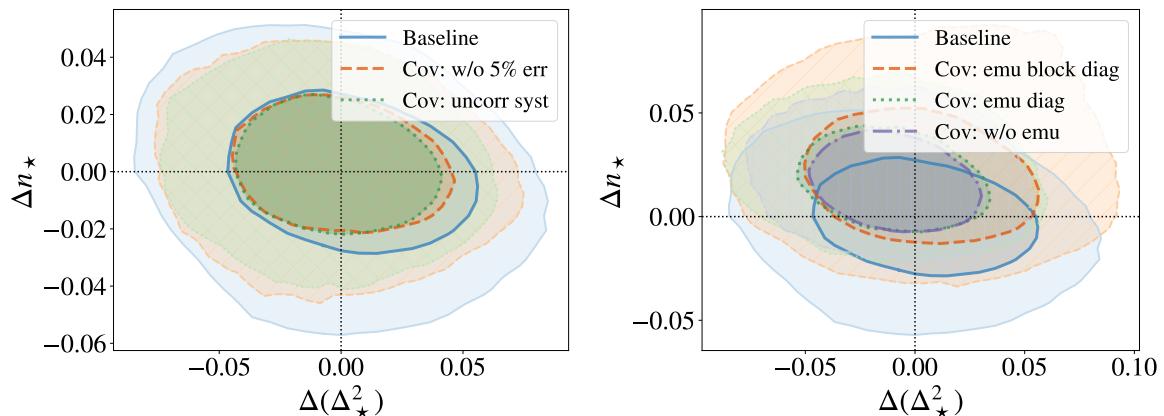 Baseline
Cov: w/o 5% err
Cov: uncorr syst
0.04
0.02
0.00
−0.02
−0.04
−0.06
Δn⋆
−0.05
0.00
0.05
Δ(Δ²⋆)
Baseline
Cov: emu block diag
Cov: emu diag
Cov: w/o emu
0.05
0.00
−0.05
Δn⋆
−0.05
0.00
0.05
0.10
Δ(Δ²⋆)